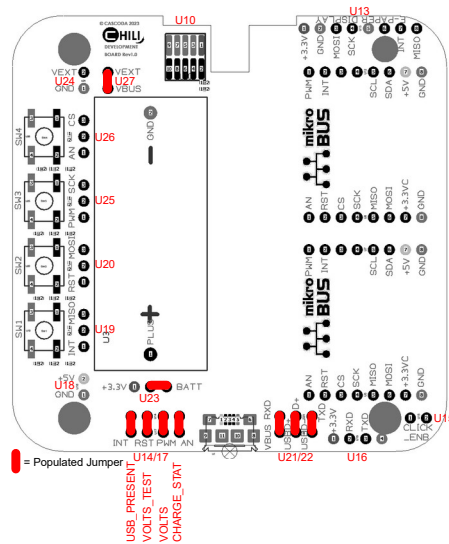 © CASCODA 2023
CHILI
DEVELOPMENT
BOARD Rev1.0
U10
U13
E-PAPER DISPLAY
+3.3V
GND
MOSI
SCK
INT
MISO
VEXT
U24
GND
VEXT
U27
VBUS
PWM
INT
SCL
SDA
+5V
GND
mikro
BUS
SW4
CS
U26
AN
SW3
SCK
U25
PWM
SW2
MOSI
U20
RST
SW1
MISO
U19
INT
GND
PLUS
AN
RST
CS
SCK
MISO
MOSI
+3.3VC
GND
PWM
INT
SCL
SDA
+5V
GND
mikro
BUS
AN
RST
CS
SCK
MISO
MOSI
+3.3VC
GND
+5V
U18
GND
+3.3V
BATT
U23
INT RST PWM AN
U14/17
VBUS
RXD
USBD+
TXD
USBD-
U21/22
+3.3V
RXD
TXD
GND
U16
CLICK
_ENB
= Populated Jumper
USB_PRESENT
VOLTS_TEST
VOLTS
CHARGE_STAT